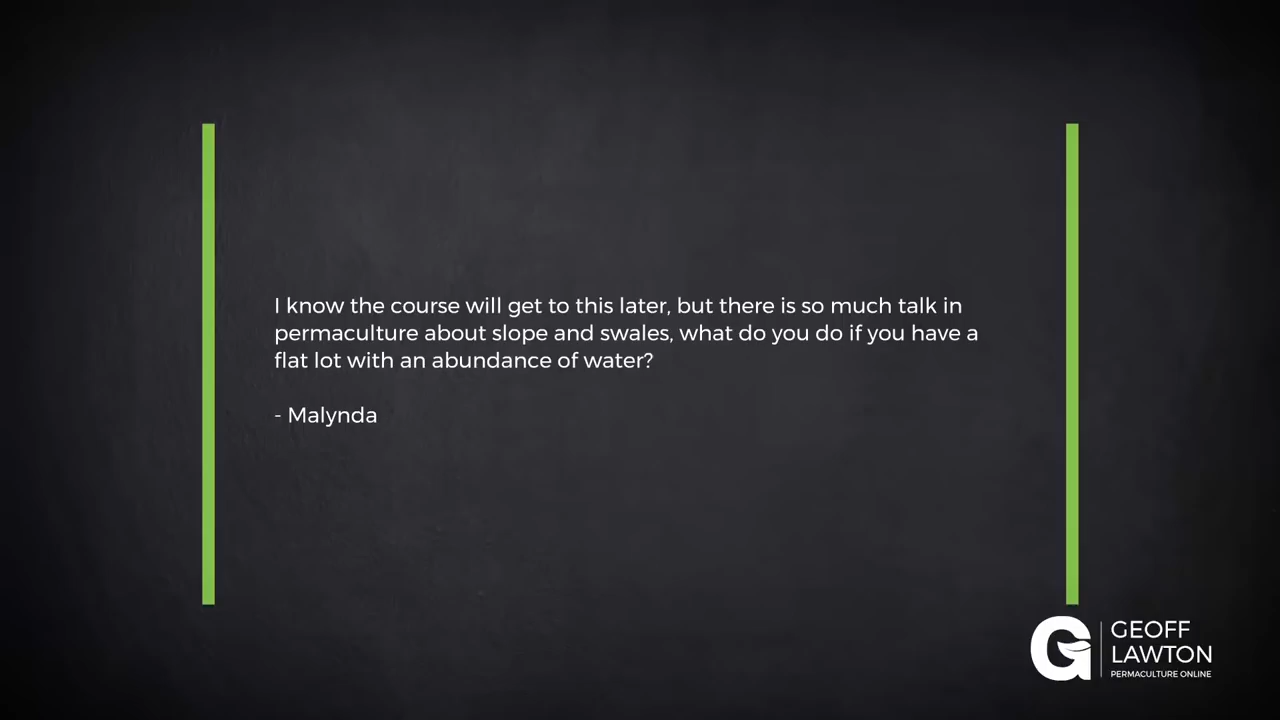 I know the course will get to this later, but there is so much talk in
permaculture about slope and swales, what do you do if you have a
flat lot with an abundance of water?
- Malynda
GEOFF
LAWTON
PERMACULTURE ONLINE